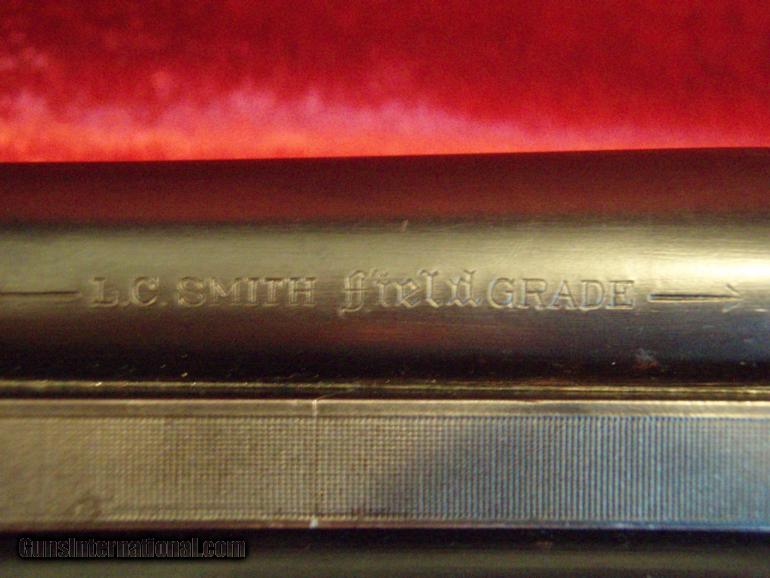 L.C. SMITH Field GRADE
GunsInternational.com